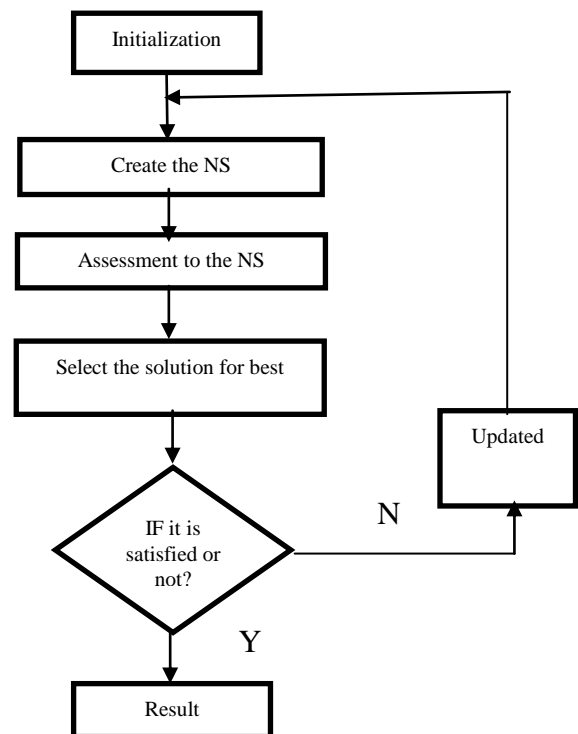 Initialization
Create the NS
Assessment to the NS
Select the solution for best
Updated
IF it is
satisfied or
not?
N
Y
Result